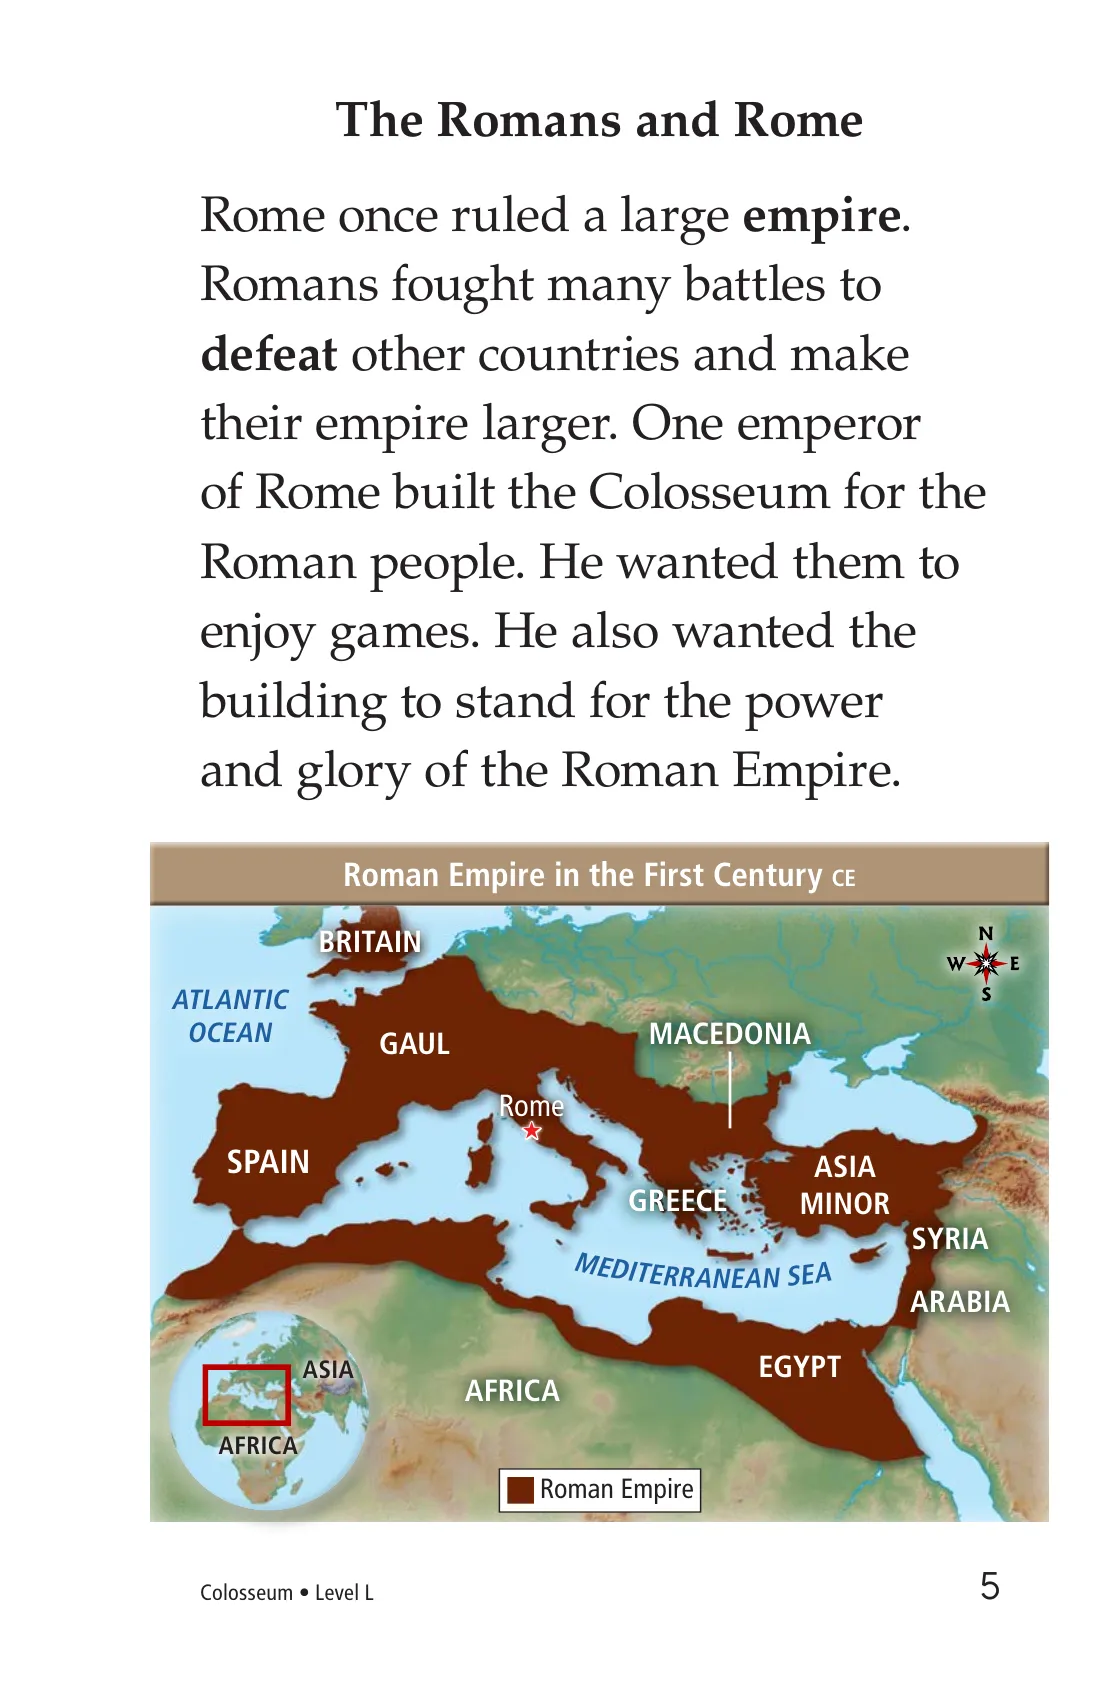 The Romans and Rome
Rome once ruled a large empire.
Romans fought many battles to
defeat other countries and make
their empire larger. One emperor
of Rome built the Colosseum for the
Roman people. He wanted them to
enjoy games. He also wanted the
building to stand for the power
and glory of the Roman Empire.
Roman Empire in the First Century CE
BRITAIN
N
W E
S
ATLANTIC
OCEAN
GAUL
MACEDONIA
Rome
SPAIN
ASIA
MINOR
GREECE
SYRIA
MEDITERRANEAN SEA
ARABIA
EGYPT
ASIA
AFRICA
AFRICA
Roman Empire
Colosseum • Level L
5